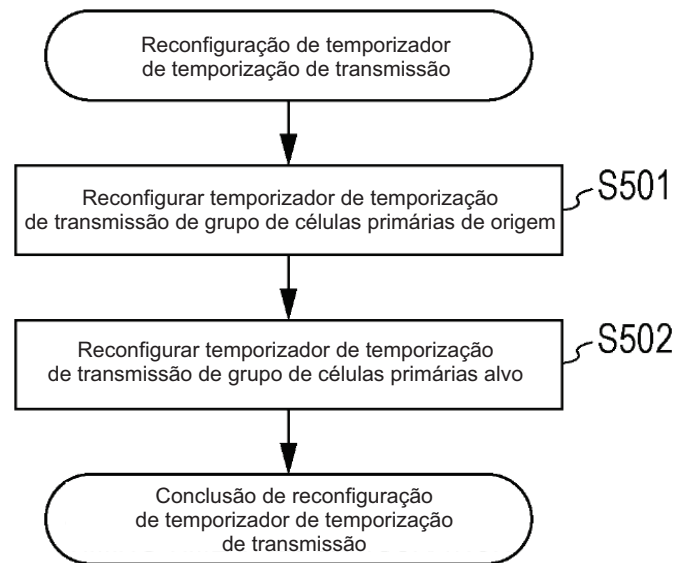 Reconfiguração de temporizador
de temporização de transmissão
Reconfigurar temporizador de temporização
de transmissão de grupo de células primárias de origem
S501
Reconfigurar temporizador de temporização
de transmissão de grupo de células primárias alvo
S502
Conclusão de reconfiguração
de temporizador de temporização
de transmissão